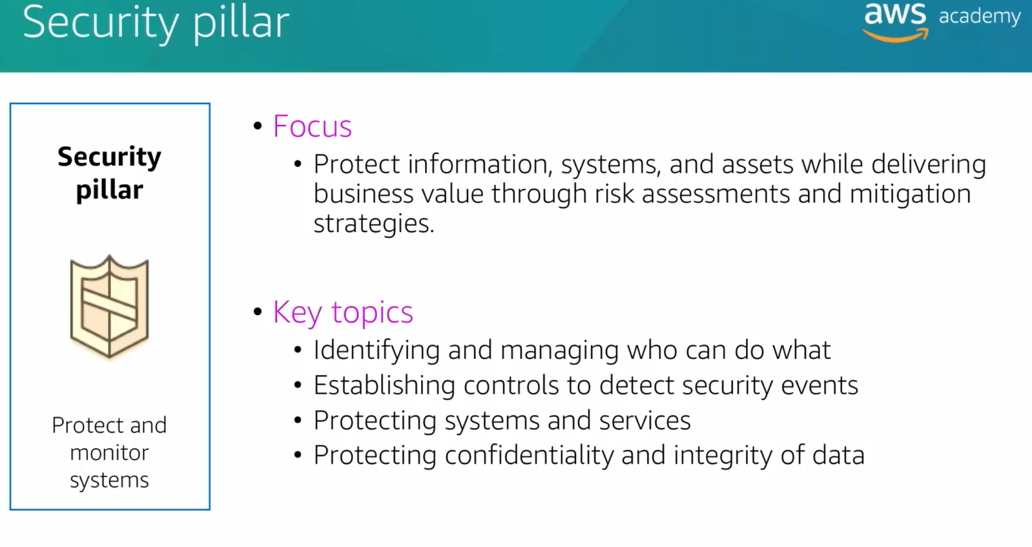 Security pillar
aws academy
Security
pillar
Protect and
monitor
systems
• Focus
• Protect information, systems, and assets while delivering
business value through risk assessments and mitigation
strategies.
• Key topics
• Identifying and managing who can do what
• Establishing controls to detect security events
• Protecting systems and services
• Protecting confidentiality and integrity of data